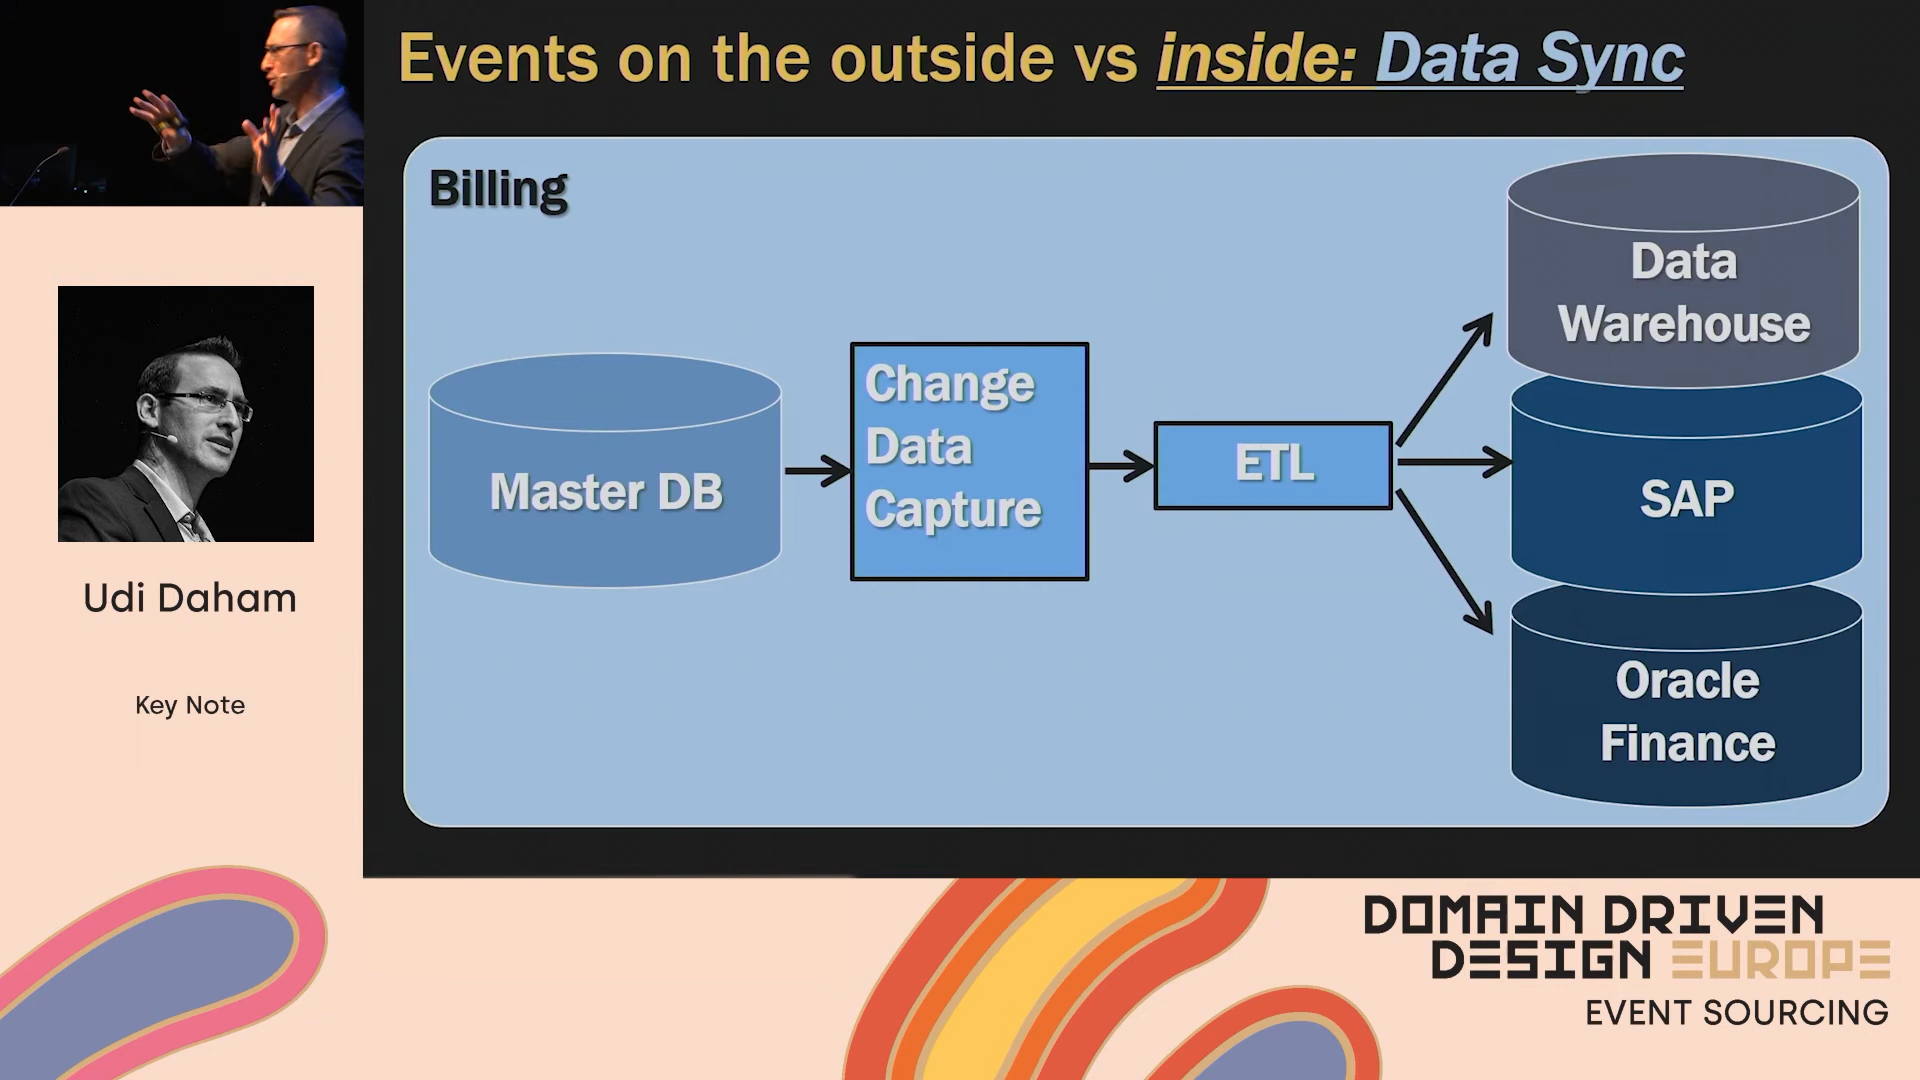 Events on the outside vs inside: Data Sync
Billing
Master DB
Change
Data
Capture
ETL
Data
Warehouse
SAP
Oracle
Finance
Udi Daham
Key Note
DOMAIN DRIVEN
DESIGN EUROPE
EVENT SOURCING